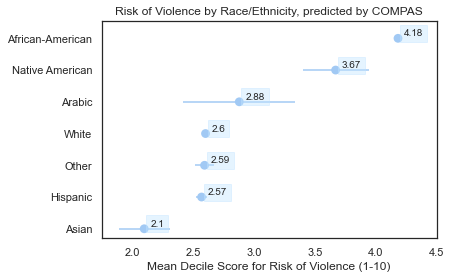 Risk of Violence by Race/Ethnicity, predicted by COMPAS
African-American
4.18
Native American
3.67
Arabic
2.88
White
2.6
Other
2.59
Hispanic
2.57
Asian
2.1
2.0 2.5 3.0 3.5 4.0 4.5
Mean Decile Score for Risk of Violence (1-10)